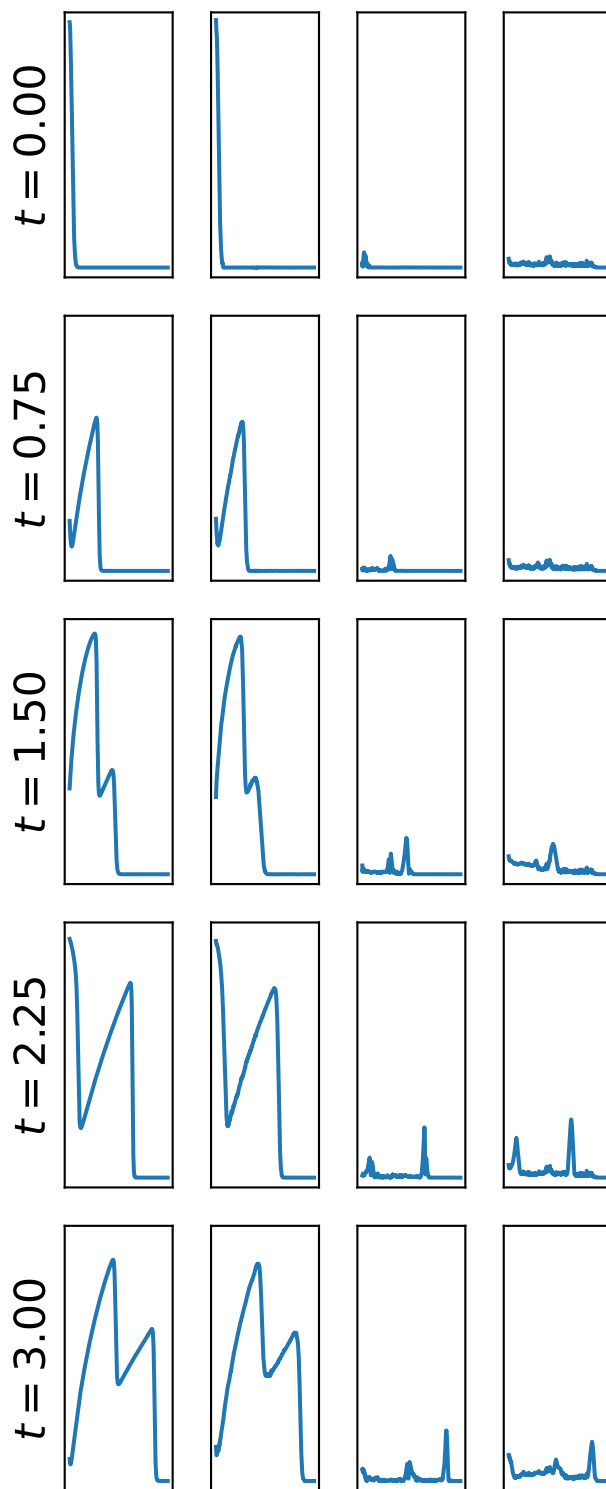 t = 0.00
t = 0.75
t = 1.50
t = 2.25
t = 3.00